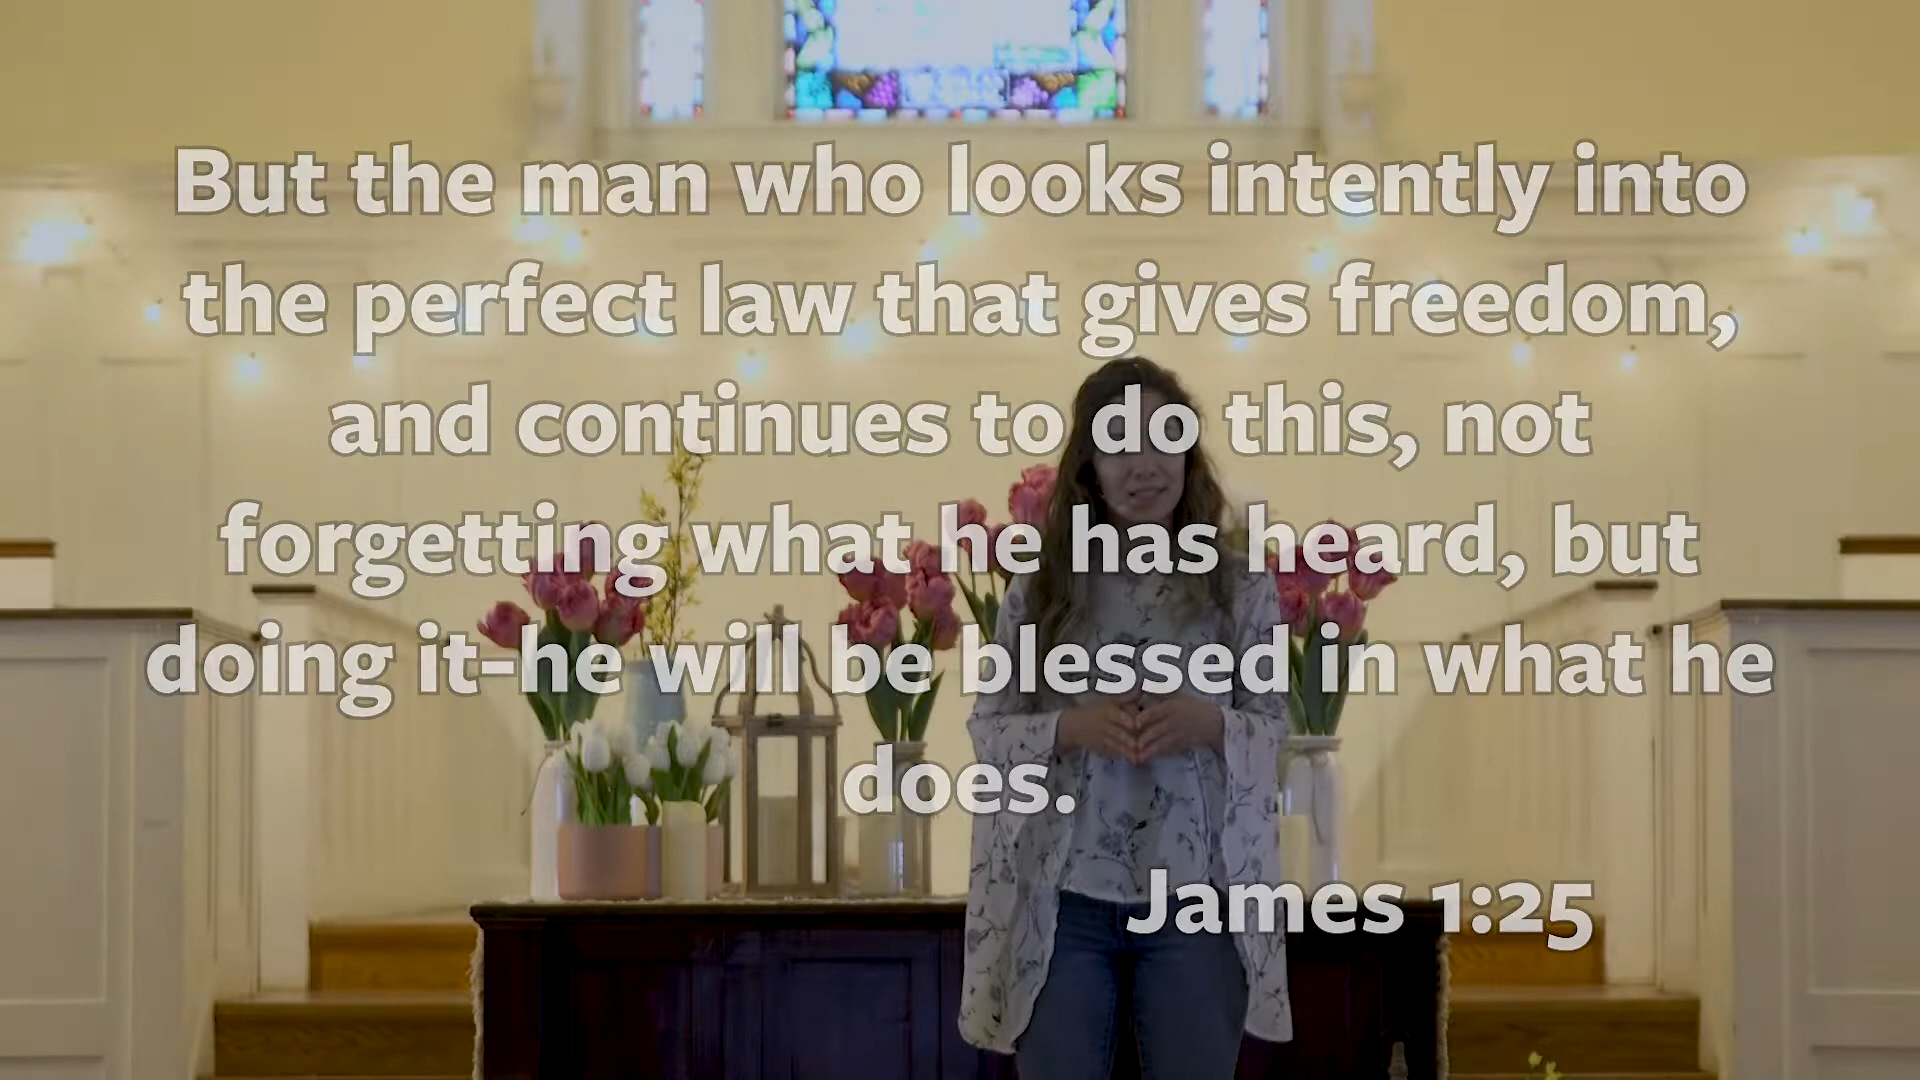 But the man who looks intently into
the perfect law that gives freedom,
and continues to do this, not
forgetting what he has heard, but
doing it-he will be blessed in what he
does.
James 1:25